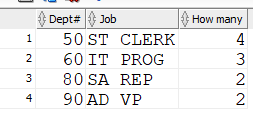 Dept# Job How many
1 50 ST CLERK 4
2 60 IT PROG 3
3 80 SA REP 2
4 90 AD VP 2